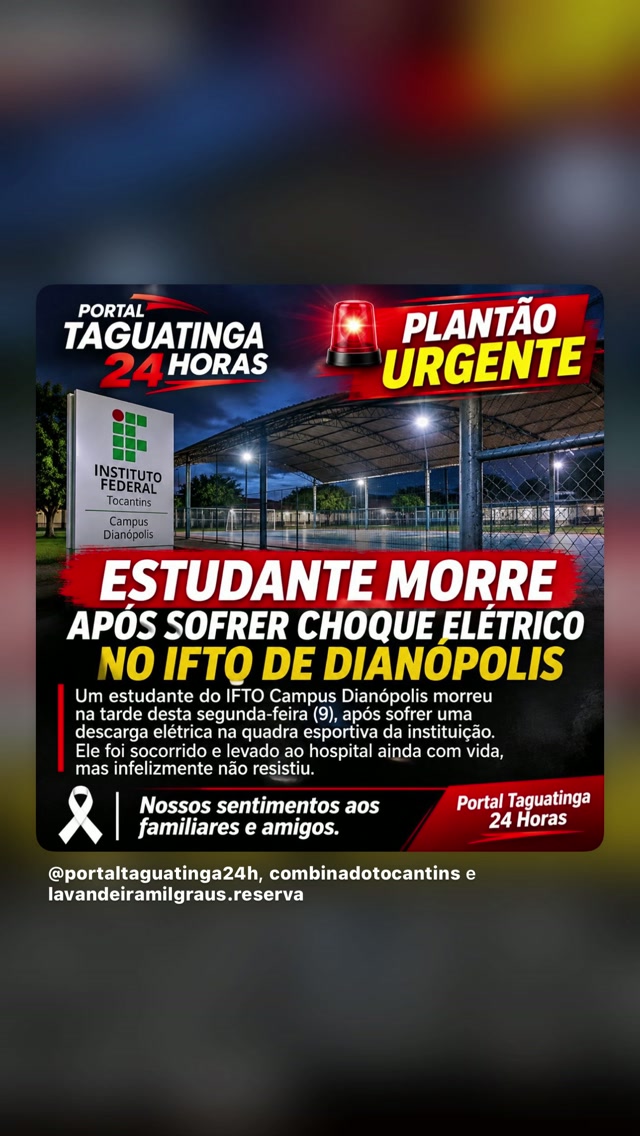 PORTAL
TAGUATINGA
24 HORAS
PLANTÃO
URGENTE
INSTITUTO
FEDERAL
Tocantins
Campus
Dianópolis
ESTUDANTE MORRE
APÓS SOFRER CHOQUE ELÉTRICO
NO IFTO DE DIANÓPOLIS
Um estudante do IFTO Campus Dianópolis morreu
na tarde desta segunda-feira (9), após sofrer uma
descarga elétrica na quadra esportiva da instituição.
Ele foi socorrido e levado ao hospital ainda com vida,
mas infelizmente não resistiu.
Nossos sentimentos aos
familiares e amigos.
Portal Taguatinga
24 Horas
@portaltaguatinga24h, combinadotocantins e
lavandeiramilgraus.reserva